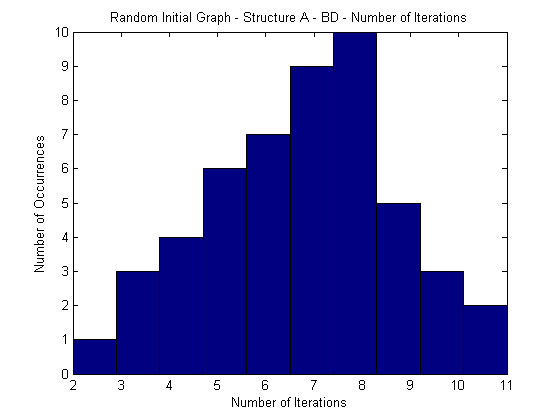 Random Initial Graph - Structure A - BD - Number of Iterations
10
9
8
7
6
5
4
3
2
1
0
Number of Occurrences
2 3 4 5 6 7 8 9 10 11
Number of Iterations